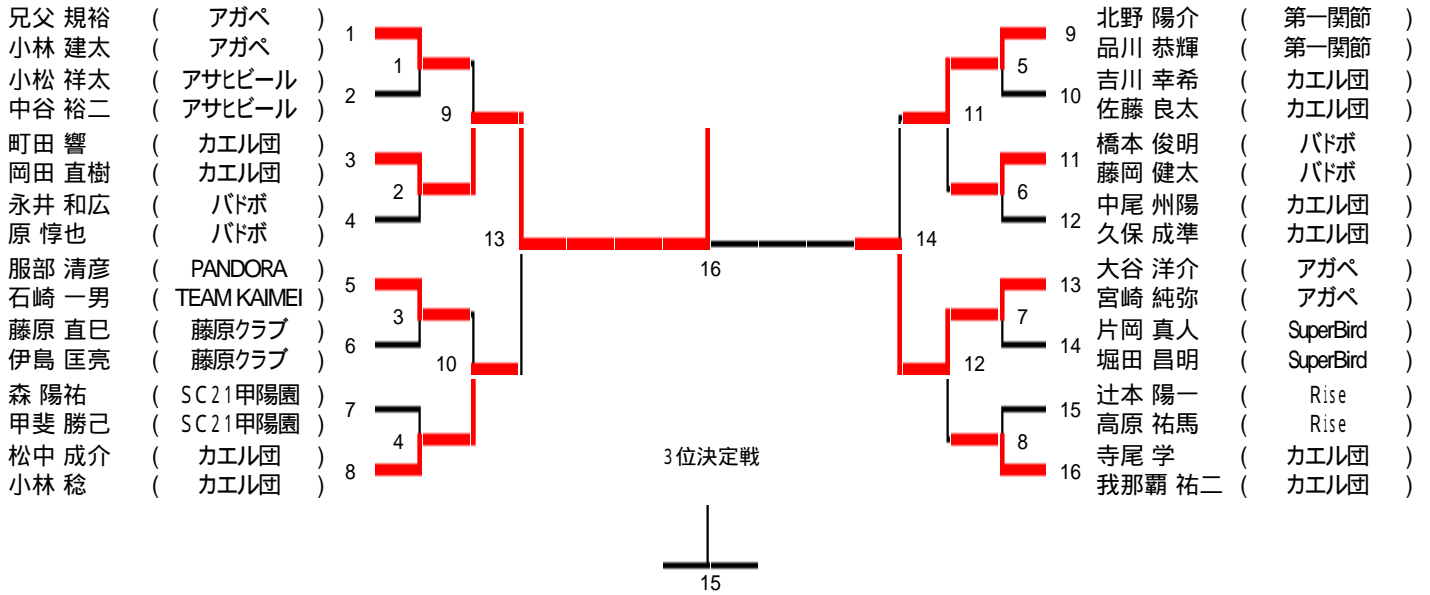 兄父 規裕 ( アガペ )
小林 建太 ( アガペ )
小松 祥太 ( アサヒビール )
中谷 裕二 ( アサヒビール )
町田 響 ( カエル団 )
岡田 直樹 ( カエル団 )
永井 和広 ( バドボ )
原 惇也 ( バドボ )
服部 清彦 ( PANDORA )
石崎 一男 ( TEAM KAIMEI )
藤原 直巳 ( 藤原クラブ )
伊島 匡亮 ( 藤原クラブ )
森 陽祐 ( SC21甲陽園 )
甲斐 勝己 ( SC21甲陽園 )
松中 成介 ( カエル団 )
小林 稔 ( カエル団 )
1
2
3
4
5
6
7
8
1
2
3
4
9
10
13
16
3位決定戦
15
14
11
12
5
6
7
8
9
10
11
12
13
14
15
16
北野 陽介 ( 第一関節 )
品川 恭輝 ( 第一関節 )
吉川 幸希 ( カエル団 )
佐藤 良太 ( カエル団 )
橋本 俊明 ( バドボ )
藤岡 健太 ( バドボ )
中尾 州陽 ( カエル団 )
久保 成準 ( カエル団 )
大谷 洋介 ( アガペ )
宮崎 純弥 ( アガペ )
片岡 真人 ( SuperBird )
堀田 昌明 ( SuperBird )
辻本 陽一 ( Rise )
高原 祐馬 ( Rise )
寺尾 学 ( カエル団 )
我那覇 祐二 ( カエル団 )